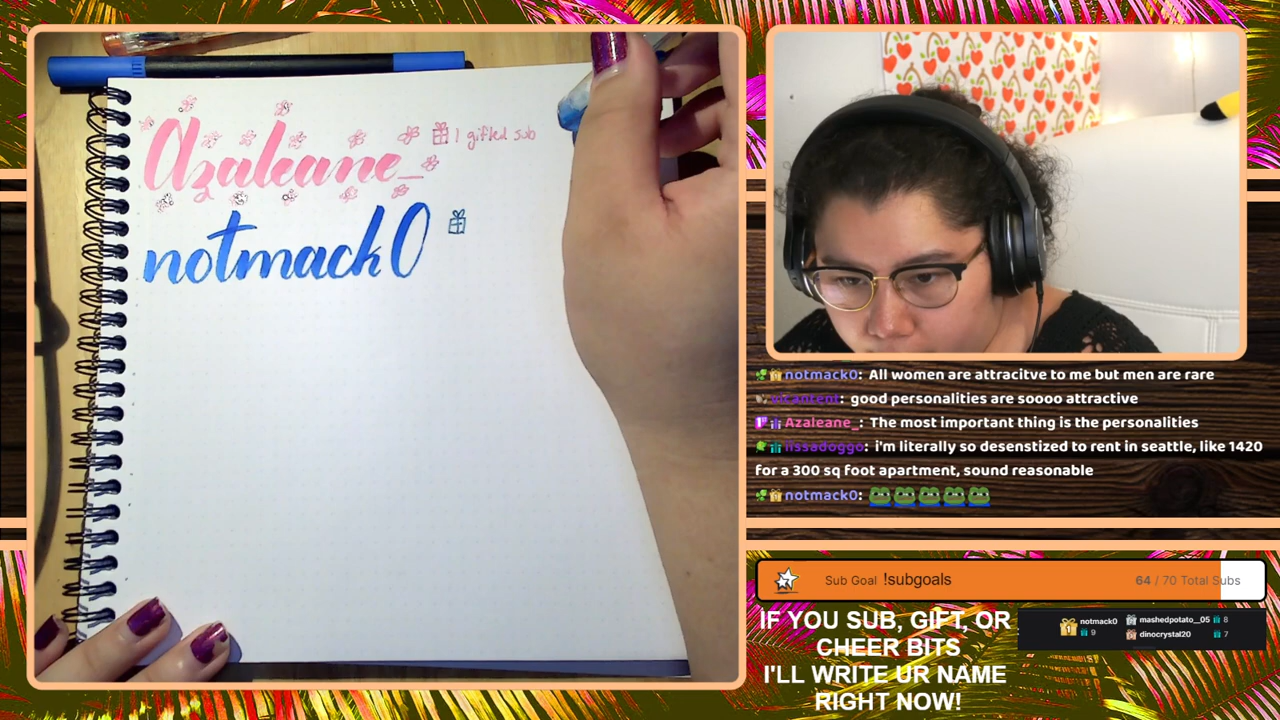 Azaleane_ 1 gifted sub
notmack0
notmack0: All women are attracitve to me but men are rare
good personalities are soooo attractive
Azaleane_: The most important thing is the personalities
lissadoggo: i'm literally so desenstized to rent in seattle, like 1420
for a 300 sq foot apartment, sound reasonable
notmack0:
Sub Goal !subgoals 64 / 70 Total Subs
IF YOU SUB, GIFT, OR
CHEER BITS
I'LL WRITE UR NAME
RIGHT NOW!
1 notmack0 9
mashedpotato_05 8
dinocrystal20 7